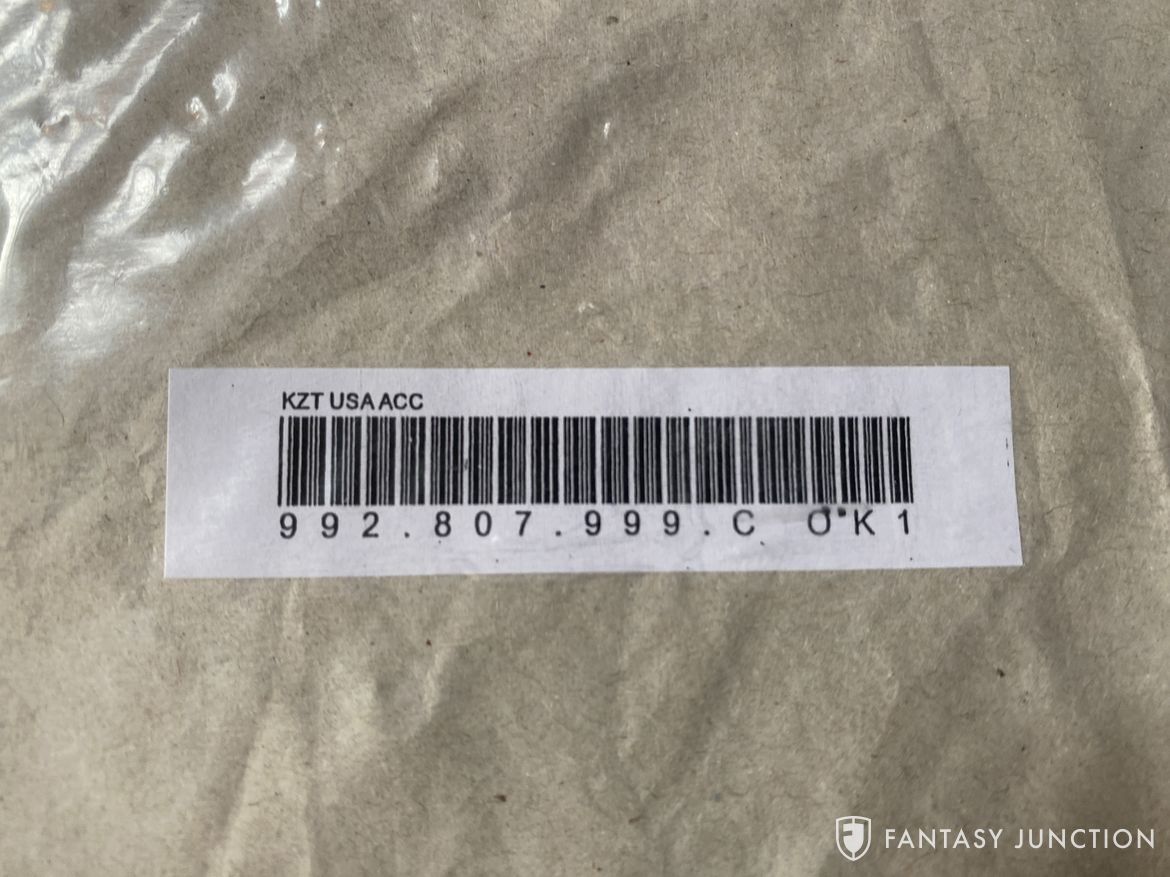 KZT USA ACC
992.807.999.C OK1
FANTASY JUNCTION